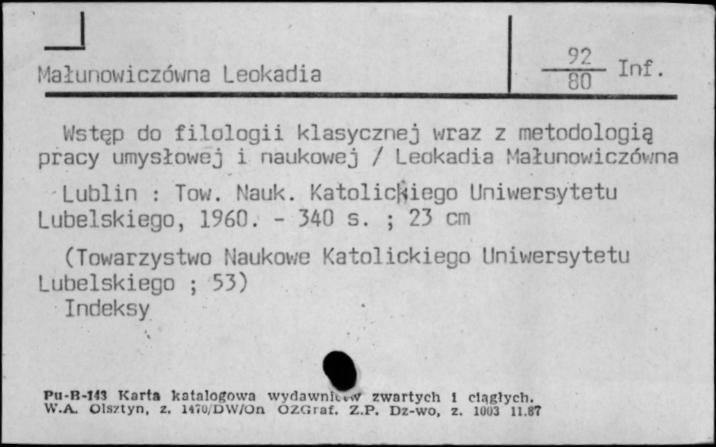 Małunowiczówna Leokadia
92
80 Inf.
Wstęp do filologii klasycznej wraz z metodologią
pracy umysłowej i naukowej / Leokadia Małunowiczówna
Lublin : Tow. Nauk. Katolickiego Uniwersytetu
Lubelskiego, 1960. - 340 s. ; 23 cm
(Towarzystwo Naukowe Katolickiego Uniwersytetu
Lubelskiego ; 53)
Indeksy
Pu-B-143 Karta katalogowa wydawnictw zwartych i ciągłych.
W.A. Olsztyn, z. 1470/DW/On OZGraf. Z.P. Dz-wo, z. 1003 11.87